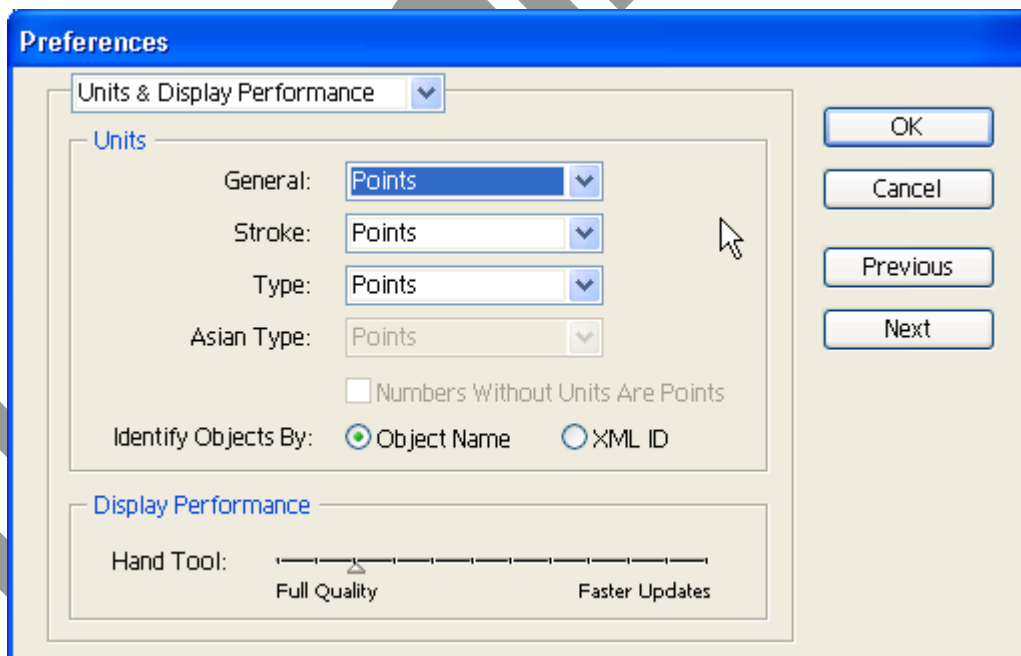 Preferences
Units & Display Performance
OK
Units
General: Points
Cancel
Stroke: Points
Previous
Type: Points
Next
Asian Type: Points
Numbers Without Units Are Points
Identify Objects By: Object Name XML ID
Display Performance
Hand Tool:
Full Quality Faster Updates